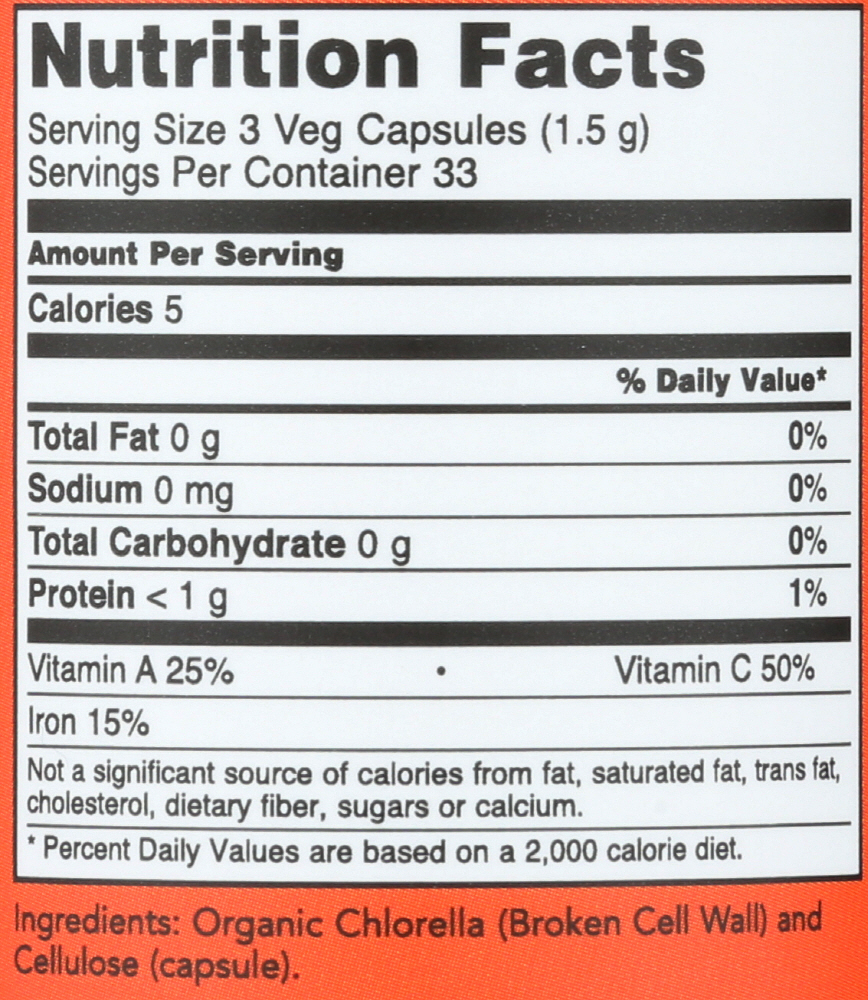 Nutrition Facts
Serving Size 3 Veg Capsules (1.5 g)
Servings Per Container 33
Amount Per Serving
Calories 5
% Daily Value*
Total Fat 0 g 0%
Sodium 0 mg 0%
Total Carbohydrate 0 g 0%
Protein < 1 g 1%
Vitamin A 25% • Vitamin C 50%
Iron 15%
Not a significant source of calories from fat, saturated fat, trans fat,
cholesterol, dietary fiber, sugars or calcium.
* Percent Daily Values are based on a 2,000 calorie diet.
Ingredients: Organic Chlorella (Broken Cell Wall) and
Cellulose (capsule).